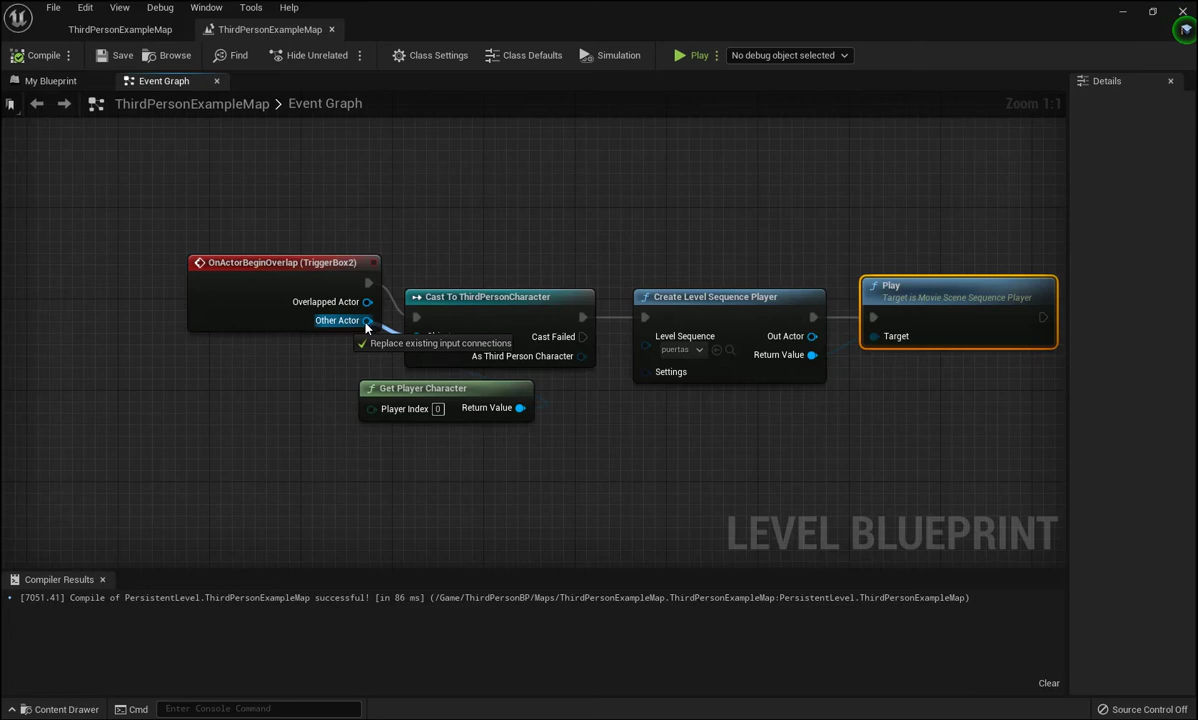 File Edit View Debug Window Tools Help
ThirdPersonExampleMap ThirdPersonExampleMap
Compile Save Browse Find Hide Unrelated Class Settings Class Defaults Simulation Play No debug object selected
My Blueprint Event Graph Details
ThirdPersonExampleMap > Event Graph Zoom 1:1
OnActorBeginOverlap (TriggerBox2)
Overlapped Actor
Other Actor
Replace existing input connections
Cast To ThirdPersonCharacter
Cast Failed
As Third Person Character
Get Player Character
Player Index 0 Return Value
Create Level Sequence Player
Level Sequence Out Actor
puertas
Return Value
Settings
Play
Target is Movie Scene Sequence Player
Target
LEVEL BLUEPRINT
Compiler Results
[7051.41] Compile of PersistentLevel.ThirdPersonExampleMap successful! [in 86 ms] (/Game/ThirdPersonBP/Maps/ThirdPersonExampleMap.ThirdPersonExampleMap:PersistentLevel.ThirdPersonExampleMap)
Clear
Content Drawer Cmd Enter Console Command Source Control Off